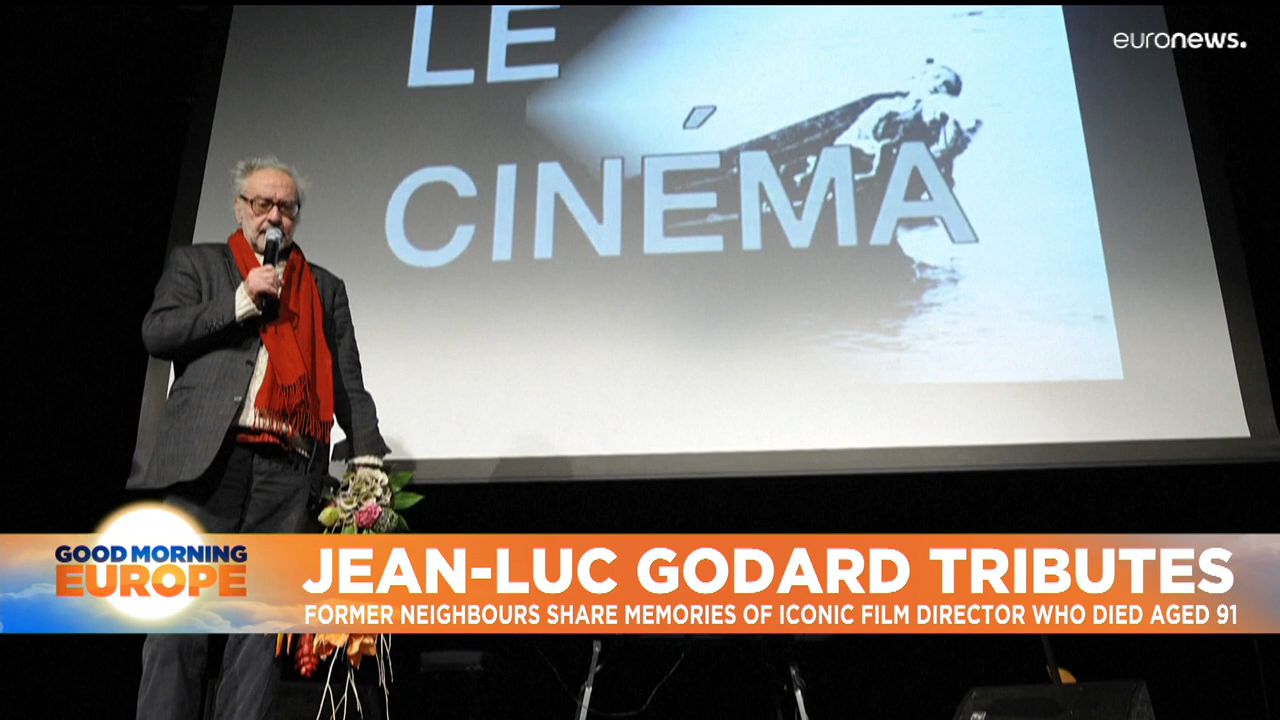 LE
CINÉMA
euronews.
GOOD MORNING
EUROPE
JEAN-LUC GODARD TRIBUTES
FORMER NEIGHBOURS SHARE MEMORIES OF ICONIC FILM DIRECTOR WHO DIED AGED 91